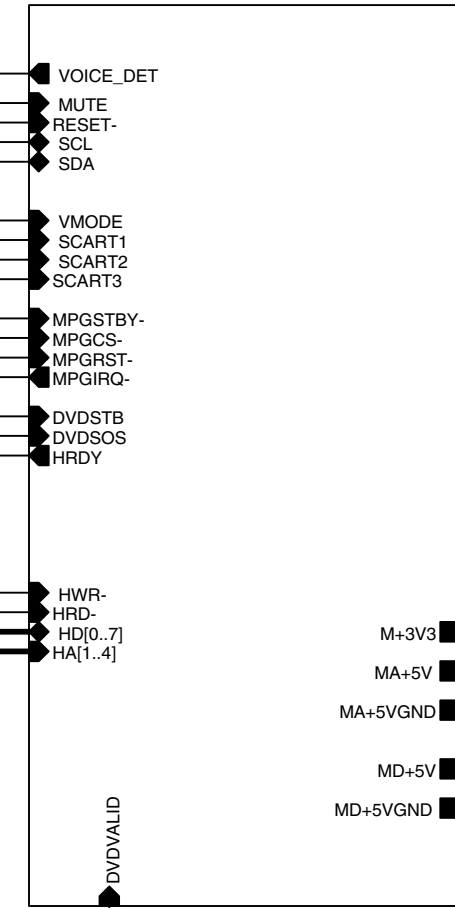 VOICE_DET
MUTE
RESET-
SCL
SDA
VMODE
SCART1
SCART2
SCART3
MPGSTBY-
MPGCS-
MPGRST-
MPGIRQ-
DVDSTB
DVDSOS
HRDY
HWR-
HRD-
HD[0..7]
HA[1..4]
M+3V3
MA+5V
MA+5VGND
MD+5V
MD+5VGND
DVDVALID